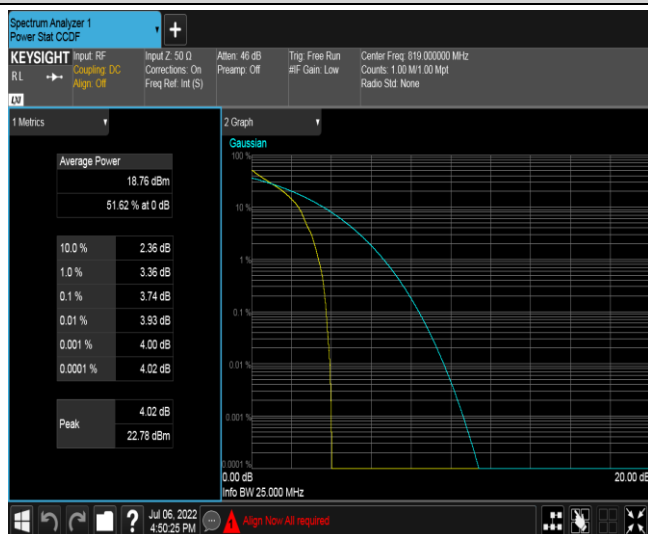 Spectrum Analyzer 1
Power Stat CCDF
+
KEYSIGHT
RL
LXI
Input: RF
Coupling: DC
Align: Off
Input Z: 50 Ω
Corrections: On
Freq Ref: Int (S)
Atten: 46 dB
Preamp: Off
Trig: Free Run
#IF Gain: Low
Center Freq: 819.000000 MHz
Counts: 1.00 M/1.00 Mpt
Radio Std: None
1 Metrics
Average Power
18.76 dBm
51.62 % at 0 dB
10.0 % 2.36 dB
1.0 % 3.36 dB
0.1 % 3.74 dB
0.01 % 3.93 dB
0.001 % 4.00 dB
0.0001 % 4.02 dB
Peak
4.02 dB
22.78 dBm
2 Graph
Gaussian
100 %
10 %
1 %
0.1 %
0.01 %
0.001 %
0.0001 %
0.00 dB
20.00 dB
Info BW 25.000 MHz
?
Jul 06, 2022
4:50:25 PM
Align Now All required